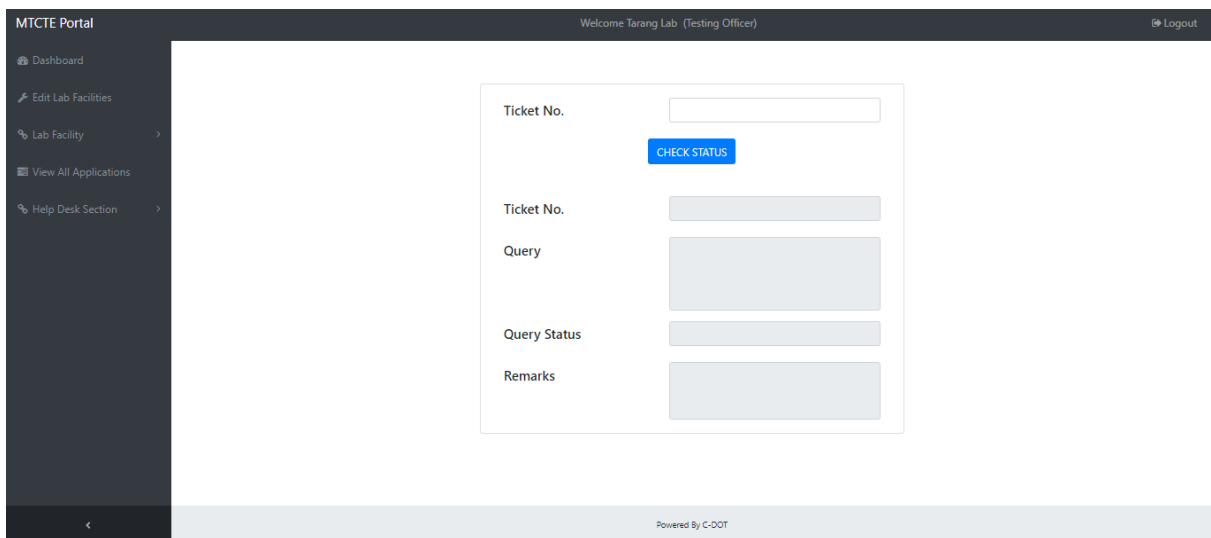 MTCTE Portal
Welcome Tarang Lab (Testing Officer)
Logout
Dashboard
Edit Lab Facilities
Lab Facility
View All Applications
Help Desk Section
Ticket No.
CHECK STATUS
Ticket No.
Query
Query Status
Remarks
Powered By C-DOT